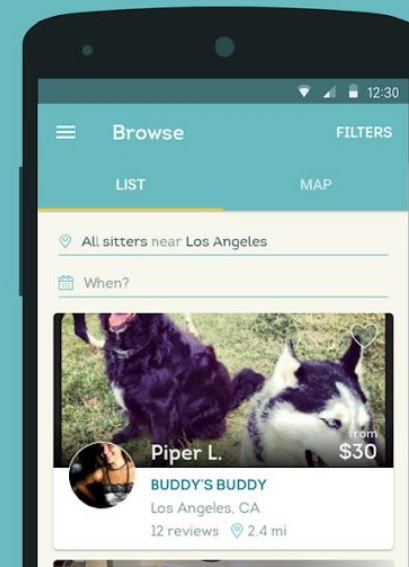 12:30
Browse
FILTERS
LIST
MAP
All sitters near Los Angeles
When?
from
$30
Piper L.
BUDDY'S BUDDY
Los Angeles, CA
12 reviews 2.4 mi